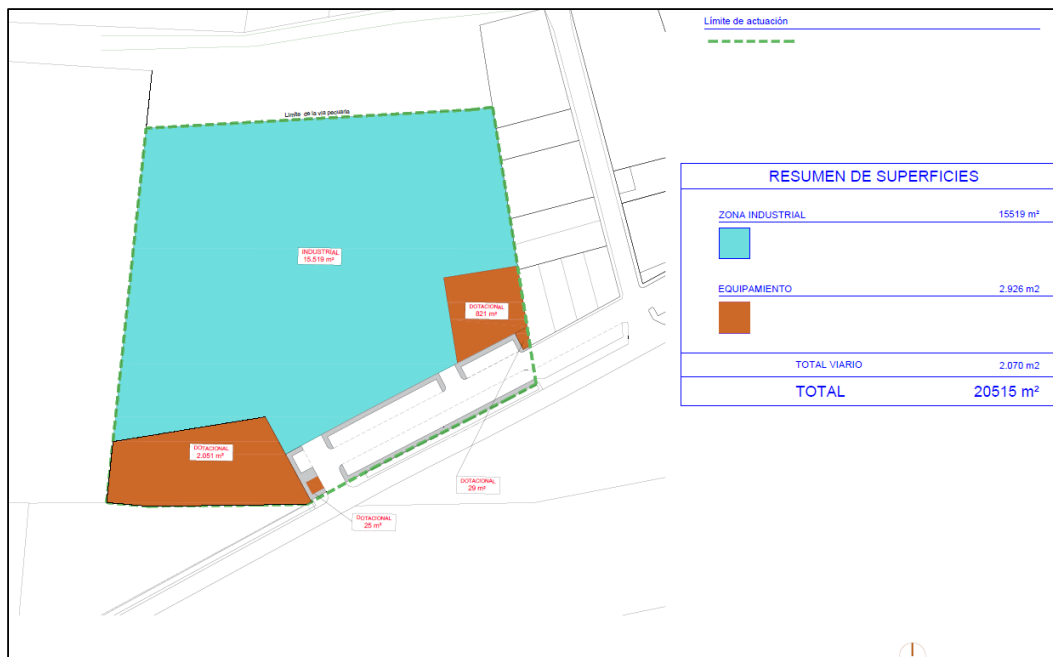 Límite de actuación
Límite de la vía pecuaria
RESUMEN DE SUPERFICIES
ZONA INDUSTRIAL 15519 m²
EQUIPAMIENTO 2.926 m2
TOTAL VIARIO 2.070 m2
TOTAL 20515 m²
INDUSTRIAL
15.519 m²
DOTACIONAL
821 m²
DOTACIONAL
2.051 m²
DOTACIONAL
29 m²
DOTACIONAL
25 m²